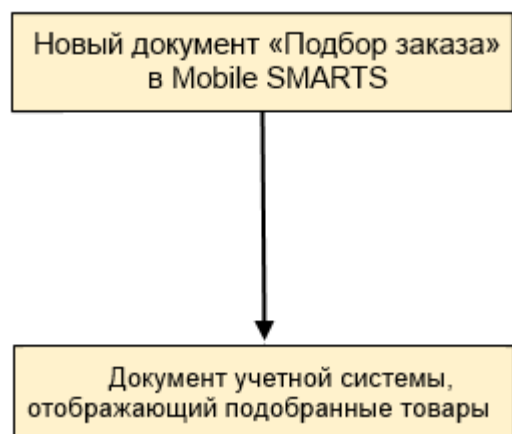 Новый документ «Подбор заказа»
в Mobile SMARTS
Документ учетной системы,
отображающий подобранные товары